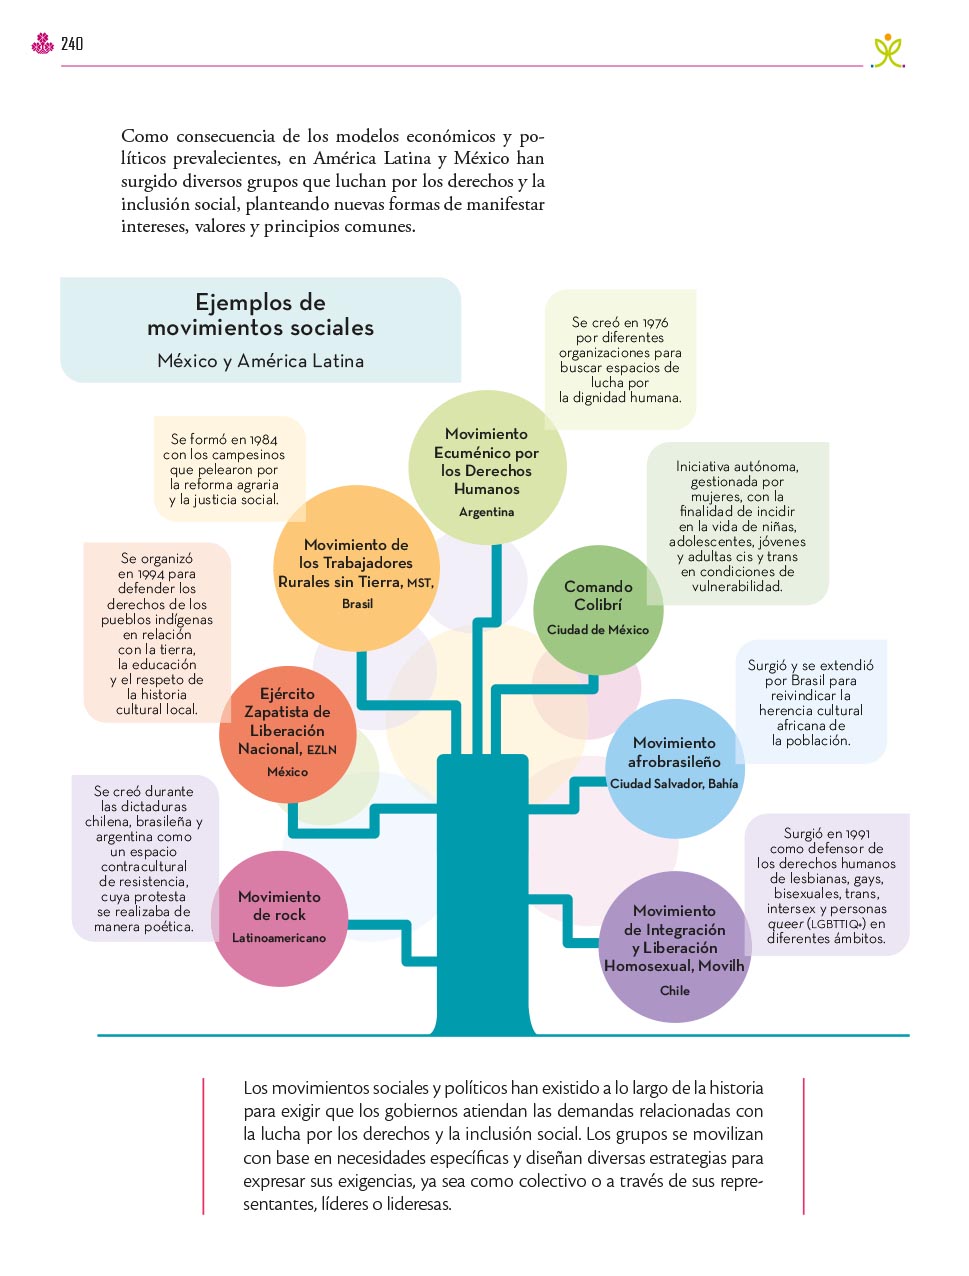 240
Como consecuencia de los modelos económicos y po-
líticos prevalecientes, en América Latina y México han
surgido diversos grupos que luchan por los derechos y la
inclusión social, planteando nuevas formas de manifestar
intereses, valores y principios comunes.
Ejemplos de
movimientos sociales
México y América Latina
Se creó en 1976
por diferentes
organizaciones para
buscar espacios de
lucha por
la dignidad humana.
Movimiento
Ecuménico por
los Derechos
Humanos
Argentina
Se formó en 1984
con los campesinos
que pelearon por
la reforma agraria
y la justicia social.
Movimiento de
los Trabajadores
Rurales sin Tierra, MST,
Brasil
Iniciativa autónoma,
gestionada por
mujeres, con la
finalidad de incidir
en la vida de niñas,
adolescentes, jóvenes
y adultas cis y trans
en condiciones de
vulnerabilidad.
Comando
Colibrí
Ciudad de México
Se organizó
en 1994 para
defender los
derechos de los
pueblos indígenas
en relación
con la tierra,
la educación
y el respeto de
la historia
cultural local.
Ejército
Zapatista de
Liberación
Nacional, EZLN
México
Surgió y se extendió
por Brasil para
reivindicar la
herencia cultural
africana de
la población.
Movimiento
afrobrasileño
Ciudad Salvador, Bahía
Se creó durante
las dictaduras
chilena, brasileña y
argentina como
un espacio
contracultural
de resistencia,
cuya protesta
se realizaba de
manera poética.
Movimiento
de rock
Latinoamericano
Surgió en 1991
como defensor de
los derechos humanos
de lesbianas, gays,
bisexuales, trans,
intersex y personas
queer (LGBTTIQ+) en
diferentes ámbitos.
Movimiento
de Integración
y Liberación
Homosexual, Movilh
Chile
Los movimientos sociales y políticos han existido a lo largo de la historia
para exigir que los gobiernos atiendan las demandas relacionadas con
la lucha por los derechos y la inclusión social. Los grupos se movilizan
con base en necesidades específicas y diseñan diversas estrategias para
expresar sus exigencias, ya sea como colectivo o a través de sus repre-
sentantes, líderes o lideresas.